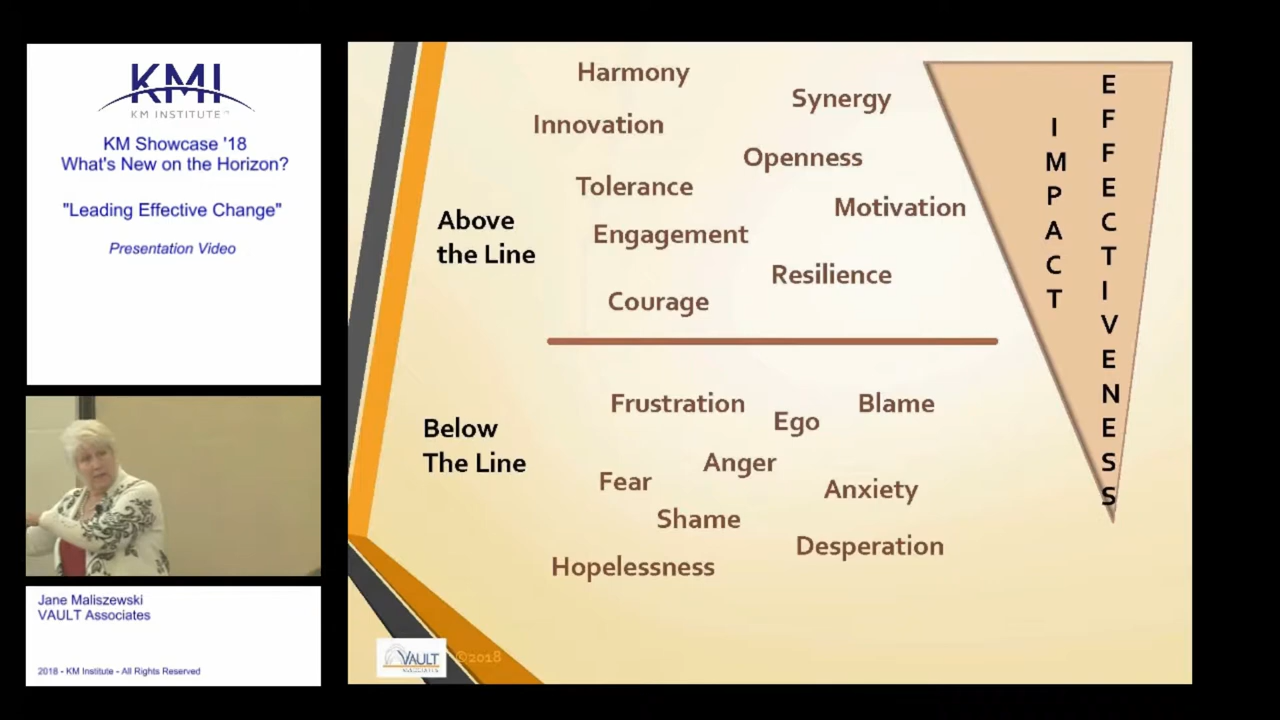 KMI
KM INSTITUTE
KM Showcase '18
What's New on the Horizon?
"Leading Effective Change"
Presentation Video
Jane Maliszewski
VAULT Associates
2018 - KM Institute - All Rights Reserved
Harmony
Synergy
Innovation
Openness
Tolerance
Motivation
Above
the Line
Engagement
Resilience
Courage
Frustration
Ego
Blame
Below
The Line
Anger
Fear
Anxiety
Shame
Desperation
Hopelessness
IMPACT
EFFECTIVENESS
VAULT
©2018